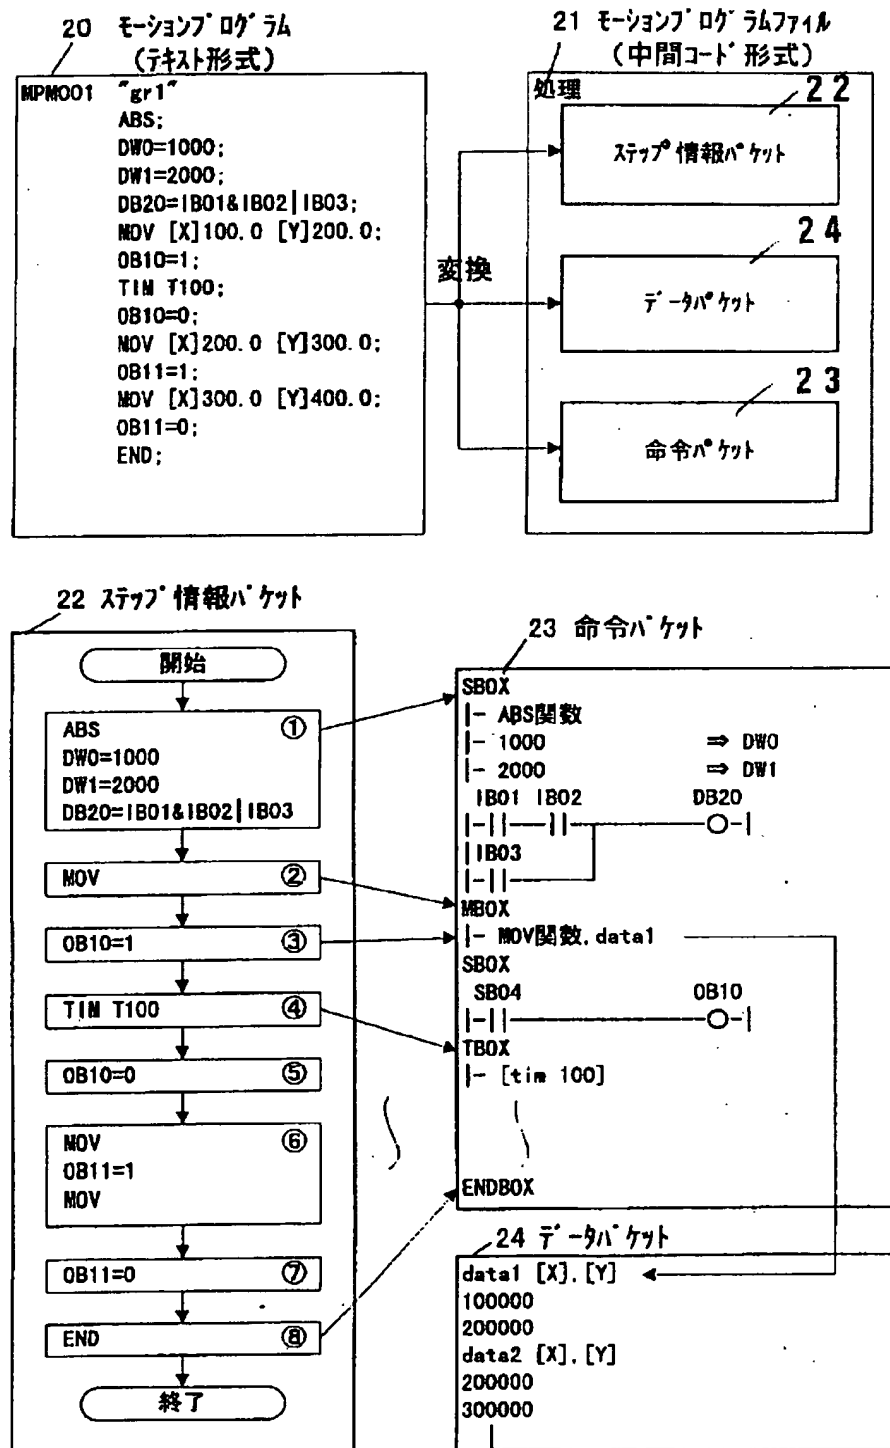 20 モーションプログラム
(テキスト形式)
MPM001 "gr1"
ABS;
DW0=1000;
DW1=2000;
DB20=IB01&IB02|IB03;
MOV [X]100.0 [Y]200.0;
OB10=1;
TIM T100;
OB10=0;
MOV [X]200.0 [Y]300.0;
OB11=1;
MOV [X]300.0 [Y]400.0;
OB11=0;
END;
変換
21 モーションプログラムファイル
(中間コード形式)
処理
22
ステップ情報パケット
24
データパケット
23
命令パケット
22 ステップ情報パケット
開始
ABS ①
DW0=1000
DW1=2000
DB20=IB01&IB02|IB03
MOV ②
OB10=1 ③
TIM T100 ④
OB10=0 ⑤
MOV ⑥
OB11=1
MOV
OB11=0 ⑦
END ⑧
終了
23 命令パケット
SBOX
|- ABS関数
|- 1000 ⇒ DW0
|- 2000 ⇒ DW1
IB01 IB02 DB20
IB03
MBOX
|- MOV関数,data1
SBOX
SB04 OB10
TBOX
|- [tim 100]
ENDBOX
24 データパケット
data1 [X],[Y]
100000
200000
data2 [X],[Y]
200000
300000